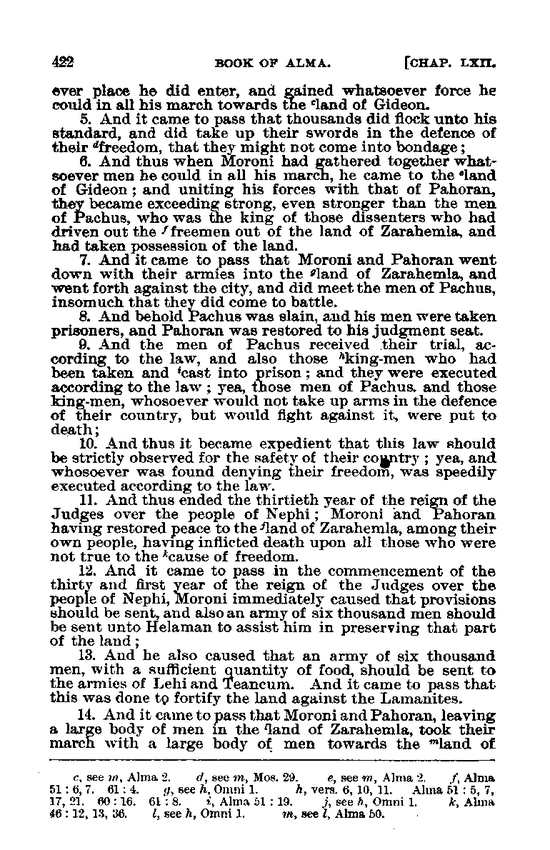 422 BOOK OF ALMA. [CHAP. LXII.
ever place he did enter, and gained whatsoever force he
could in all his march towards the cland of Gideon.
5. And it came to pass that thousands did flock unto his
standard, and did take up their swords in the defence of
their dfreedom, that they might not come into bondage;
6. And thus when Moroni had gathered together what-
soever men he could in all his march, he came to the eland
of Gideon; and uniting his forces with that of Pahoran,
they became exceeding strong, even stronger than the men
of Pachus, who was the king of those dissenters who had
driven out the ffreemen out of the land of Zarahemla, and
had taken possession of the land.
7. And it came to pass that Moroni and Pahoran went
down with their armies into the gland of Zarahemla, and
went forth against the city, and did meet the men of Pachus,
insomuch that they did come to battle.
8. And behold Pachus was slain, and his men were taken
prisoners, and Pahoran was restored to his judgment seat.
9. And the men of Pachus received their trial, ac-
cording to the law, and also those hking-men who had
been taken and icast into prison; and they were executed
according to the law; yea, those men of Pachus. and those
king-men, whosoever would not take up arms in the defence
of their country, but would fight against it, were put to
death;
10. And thus it became expedient that this law should
be strictly observed for the safety of their country; yea, and
whosoever was found denying their freedom, was speedily
executed according to the law.
11. And thus ended the thirtieth year of the reign of the
Judges over the people of Nephi; Moroni and Pahoran
having restored peace to the jland of Zarahemla, among their
own people, having inflicted death upon all those who were
not true to the kcause of freedom.
12. And it came to pass in the commencement of the
thirty and first year of the reign of the Judges over the
people of Nephi, Moroni immediately caused that provisions
should be sent, and also an army of six thousand men should
be sent unto Helaman to assist him in preserving that part
of the land;
13. And he also caused that an army of six thousand
men, with a sufficient quantity of food, should be sent to
the armies of Lehi and Teancum. And it came to pass that
this was done to fortify the land against the Lamanites.
14. And it came to pass that Moroni and Pahoran, leaving
a large body of men in the lland of Zarahemla, took their
march with a large body of men towards the mland of
c, see m, Alma 2. d, see m, Mos. 29. e, see m, Alma 2. f, Alma
51 : 6, 7. 61 : 4. g, see h, Omni 1. h, vers. 6, 10, 11. Alma 51 : 5, 7,
17, 21. 60 : 16. 61 : 8. i, Alma 51 : 19. j, see h, Omni 1. k, Alma
46 : 12, 13, 36. l, see h, Omni 1. m, see l, Alma 50.